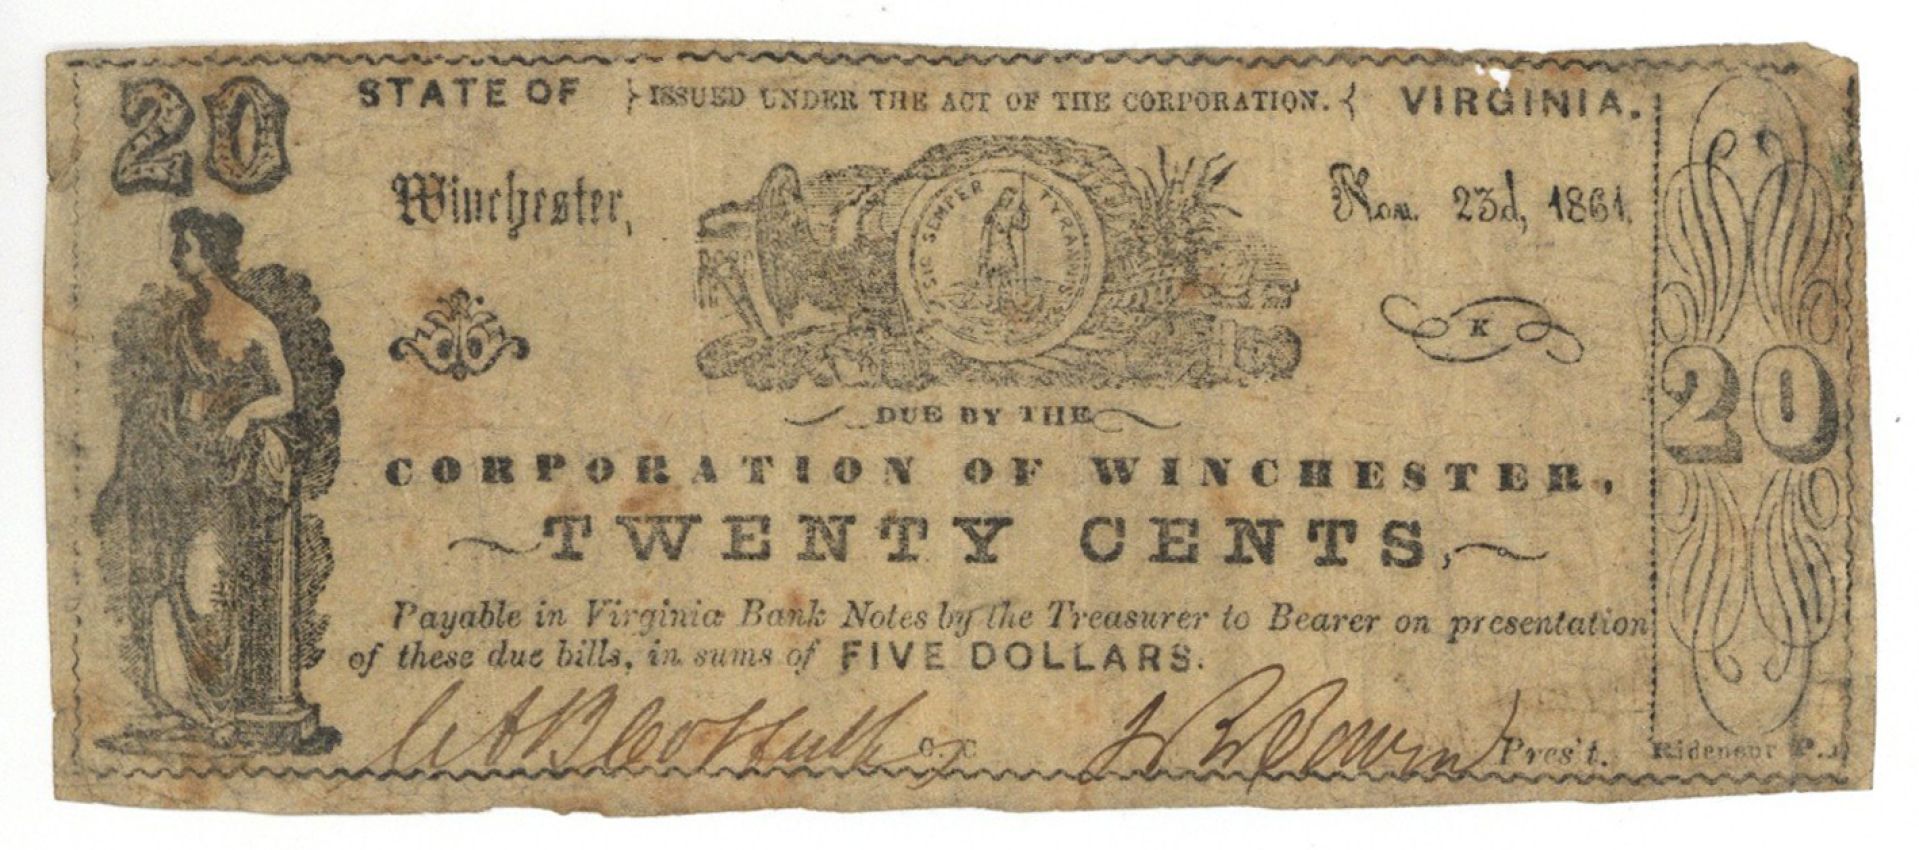 20
STATE OF } ISSUED UNDER THE ACT OF THE CORPORATION. { VIRGINIA.
Winchester,
SIC SEMPER TYRANNIS
Nov. 23d, 1861.
K
20
DUE BY THE
CORPORATION OF WINCHESTER,
TWENTY CENTS,
Payable in Virginia Bank Notes by the Treasurer to Bearer on presentation
of these due bills, in sums of FIVE DOLLARS.
C. C
Pres't.
Ridenour P.